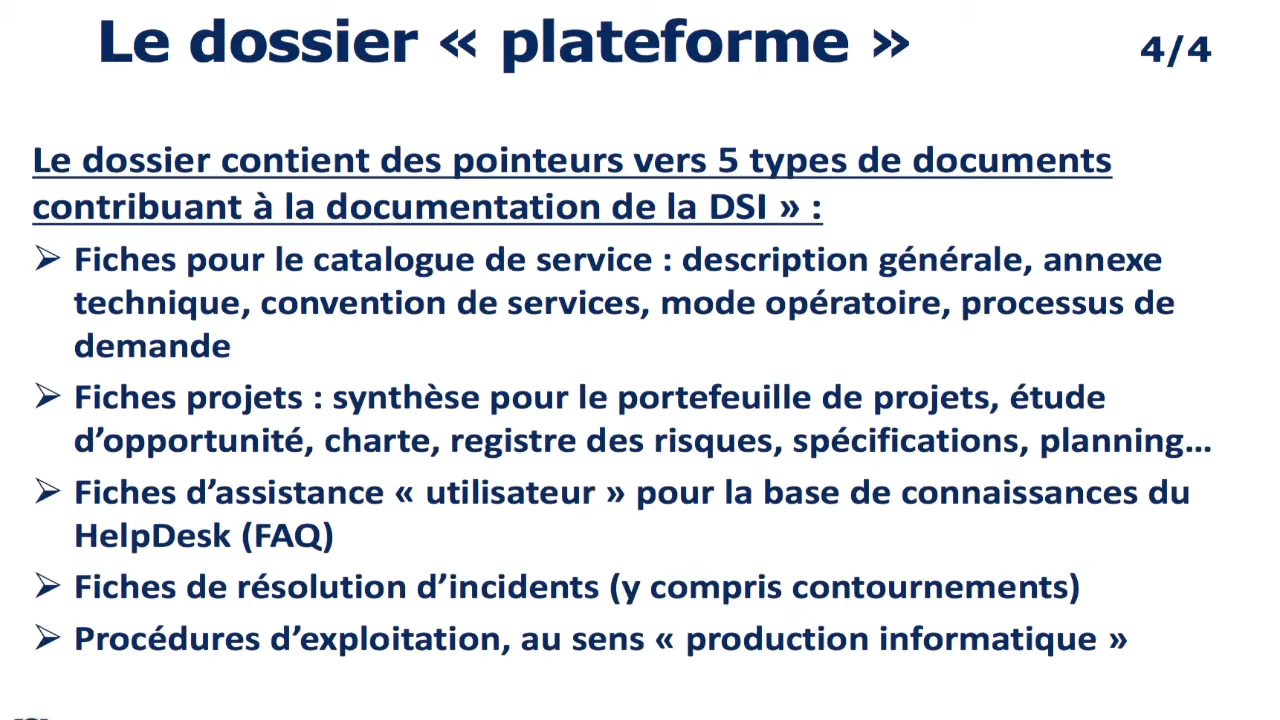 Le dossier « plateforme »
4/4
Le dossier contient des pointeurs vers 5 types de documents
contribuant à la documentation de la DSI » :
➢ Fiches pour le catalogue de service : description générale, annexe
technique, convention de services, mode opératoire, processus de
demande
➢ Fiches projets : synthèse pour le portefeuille de projets, étude
d’opportunité, charte, registre des risques, spécifications, planning…
➢ Fiches d’assistance « utilisateur » pour la base de connaissances du
HelpDesk (FAQ)
➢ Fiches de résolution d’incidents (y compris contournements)
➢ Procédures d’exploitation, au sens « production informatique »